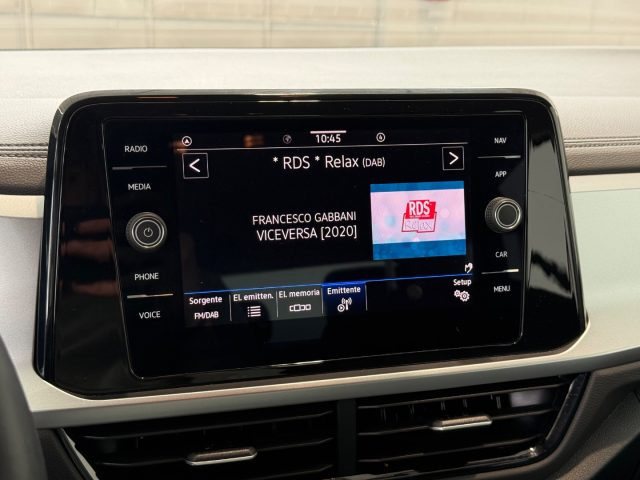 10:45
RADIO
MEDIA
PHONE
VOICE
* RDS * Relax (DAB)
FRANCESCO GABBANI
VICEVERSA [2020]
RDS
RELAX
Sorgente
FM/DAB
El. emitten.
El. memoria
Emittente
Setup
NAV
APP
CAR
MENU